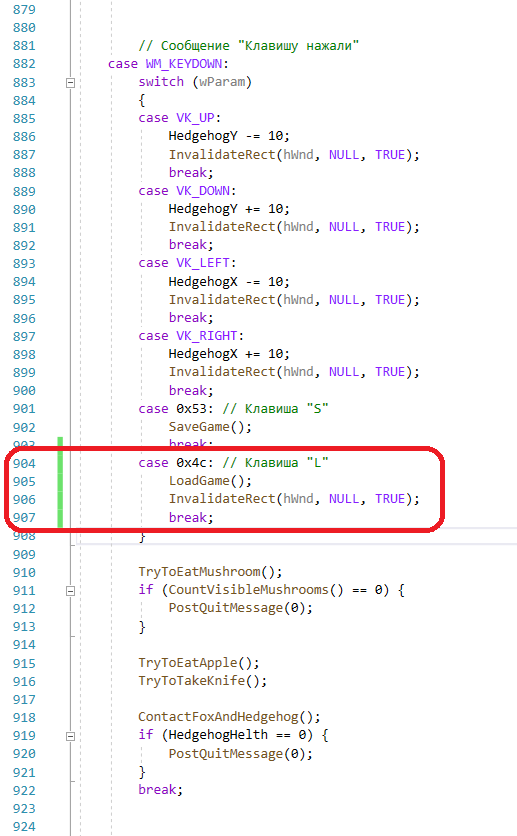 879
880
881 // Сообщение "Клавишу нажали"
882 case WM_KEYDOWN:
883 switch (wParam)
884 {
885 case VK_UP:
886 HedgehogY -= 10;
887 InvalidateRect(hWnd, NULL, TRUE);
888 break;
889 case VK_DOWN:
890 HedgehogY += 10;
891 InvalidateRect(hWnd, NULL, TRUE);
892 break;
893 case VK_LEFT:
894 HedgehogX -= 10;
895 InvalidateRect(hWnd, NULL, TRUE);
896 break;
897 case VK_RIGHT:
898 HedgehogX += 10;
899 InvalidateRect(hWnd, NULL, TRUE);
900 break;
901 case 0x53: // Клавиша "S"
902 SaveGame();
903 break;
904 case 0x4c: // Клавиша "L"
905 LoadGame();
906 InvalidateRect(hWnd, NULL, TRUE);
907 break;
908 }
909
910 TryToEatMushroom();
911 if (CountVisibleMushrooms() == 0) {
912 PostQuitMessage(0);
913 }
914
915 TryToEatApple();
916 TryToTakeKnife();
917
918 ContactFoxAndHedgehog();
919 if (HedgehogHelth == 0) {
920 PostQuitMessage(0);
921 }
922 break;
923
924